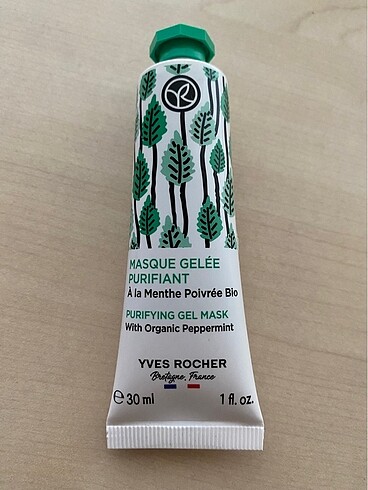 YR
MASQUE GELÉE
PURIFIANT
À la Menthe Poivrée Bio
PURIFYING GEL MASK
With Organic Peppermint
YVES ROCHER
Bretagne, France
e 30 ml 1 fl. oz.